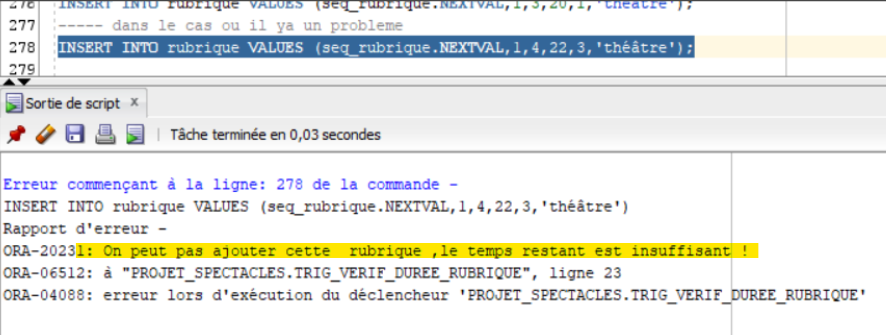 276 INSERT INTO rubrique VALUES (seq_rubrique.NEXTVAL,1,3,20,1,'théâtre');
277 ----- dans le cas ou il ya un probleme
278 INSERT INTO rubrique VALUES (seq_rubrique.NEXTVAL,1,4,22,3,'théâtre');
279
Sortie de script x
Tâche terminée en 0,03 secondes
Erreur commençant à la ligne: 278 de la commande -
INSERT INTO rubrique VALUES (seq_rubrique.NEXTVAL,1,4,22,3,'théâtre')
Rapport d'erreur -
ORA-20231: On peut pas ajouter cette  rubrique ,le temps restant est insuffisant !
ORA-06512: à "PROJET_SPECTACLES.TRIG_VERIF_DUREE_RUBRIQUE", ligne 23
ORA-04088: erreur lors d'exécution du déclencheur 'PROJET_SPECTACLES.TRIG_VERIF_DUREE_RUBRIQUE'